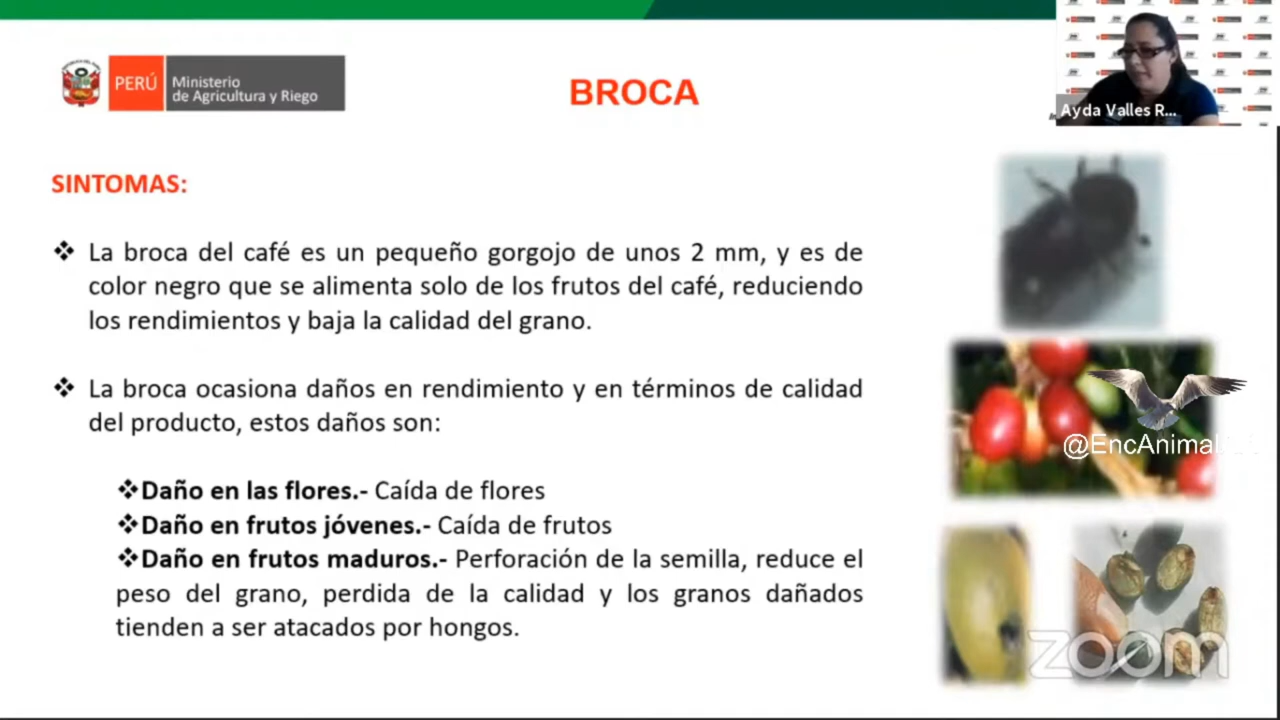 PERÚ
Ministerio
de Agricultura y Riego
BROCA
Ayda Valles R...
SINTOMAS:
❖ La broca del café es un pequeño gorgojo de unos 2 mm, y es de
color negro que se alimenta solo de los frutos del café, reduciendo
los rendimientos y baja la calidad del grano.
❖ La broca ocasiona daños en rendimiento y en términos de calidad
del producto, estos daños son:
❖Daño en las flores.- Caída de flores
❖Daño en frutos jóvenes.- Caída de frutos
❖Daño en frutos maduros.- Perforación de la semilla, reduce el
peso del grano, perdida de la calidad y los granos dañados
tienden a ser atacados por hongos.
zoom